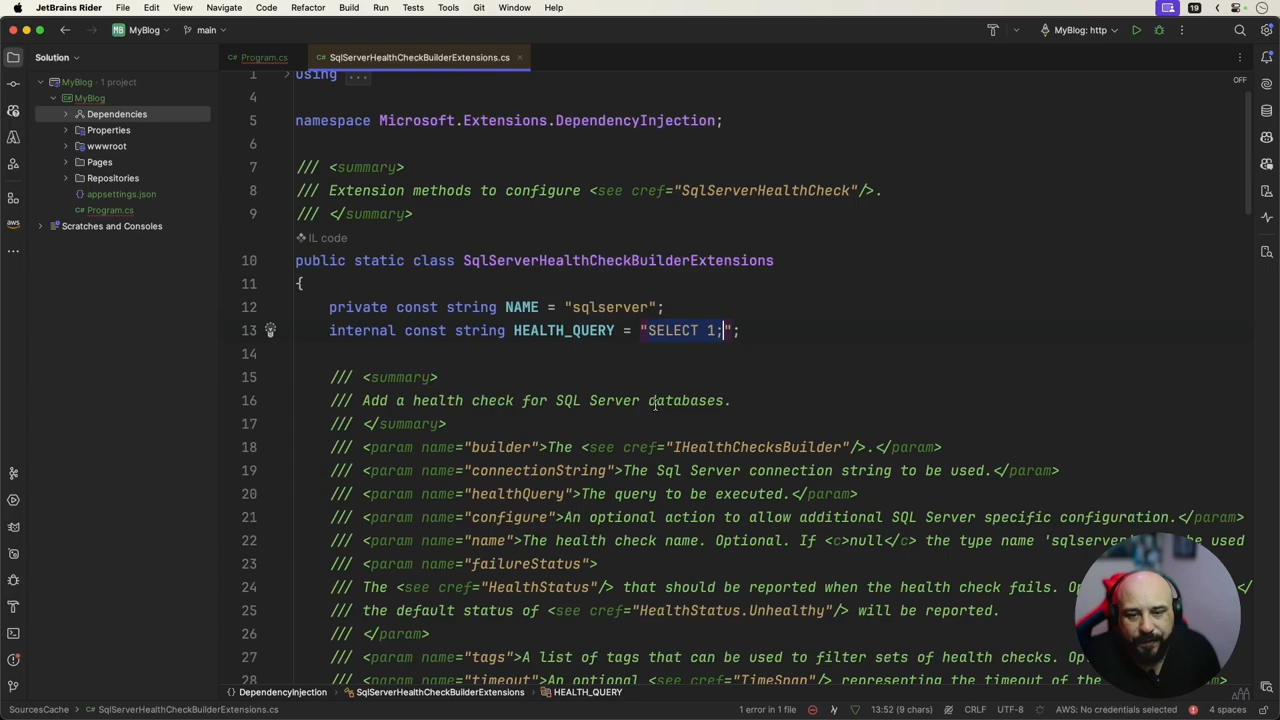 JetBrains Rider File Edit View Navigate Code Refactor Build Run Tests Tools Git Window Help 19
MB MyBlog main MyBlog: http
Solution C# Program.cs C# SqlServerHealthCheckBuilderExtensions.cs
OFF
MyBlog 1 project
MyBlog
Dependencies
Properties
wwwroot
Pages
Repositories
appsettings.json
C# Program.cs
Scratches and Consoles
aws
1 using ...
4
5 namespace Microsoft.Extensions.DependencyInjection;
6
7 /// <summary>
8 /// Extension methods to configure <see cref="SqlServerHealthCheck"/>.
9 /// </summary>
IL code
10 public static class SqlServerHealthCheckBuilderExtensions
11 {
12 private const string NAME = "sqlserver";
13 internal const string HEALTH_QUERY = "SELECT 1;";
14
15 /// <summary>
16 /// Add a health check for SQL Server databases.
17 /// </summary>
18 /// <param name="builder">The <see cref="IHealthChecksBuilder"/>.</param>
19 /// <param name="connectionString">The Sql Server connection string to be used.</param>
20 /// <param name="healthQuery">The query to be executed.</param>
21 /// <param name="configure">An optional action to allow additional SQL Server specific configuration.</param>
22 /// <param name="name">The health check name. Optional. If <c>null</c> the type name 'sqlserver' used
23 /// <param name="failureStatus">
24 /// The <see cref="HealthStatus"/> that should be reported when the health check fails.
25 /// the default status of <see cref="HealthStatus.Unhealthy"/> will be reported.
26 /// </param>
27 /// <param name="tags">A list of tags that can be used to filter sets of health checks.
28 /// <param name="timeout">An optional <see cref="TimeSpan"/> representing the timeout of the
{} DependencyInjection SqlServerHealthCheckBuilderExtensions HEALTH_QUERY
SourcesCache SqlServerHealthCheckBuilderExtensions.cs 1 error in 1 file 13:52 (9 chars) CRLF UTF-8 AWS: No credentials selected 4 spaces